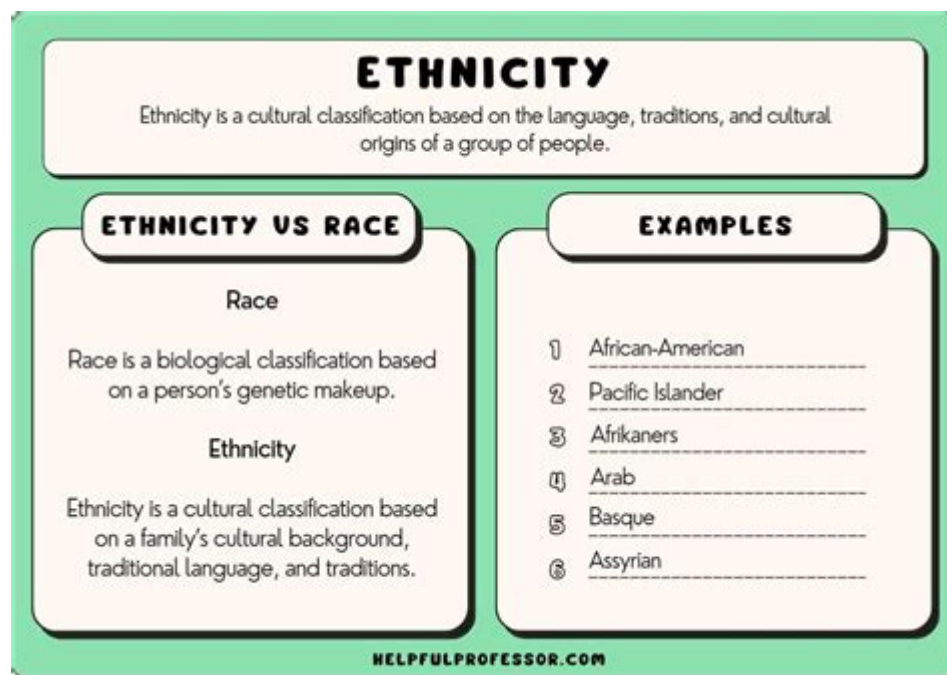 ETHNICITY
Ethnicity is a cultural classification based on the language, traditions, and cultural
origins of a group of people.
ETHNICITY VS RACE
Race
Race is a biological classification based
on a person's genetic makeup.
Ethnicity
Ethnicity is a cultural classification based
on a family's cultural background,
traditional language, and traditions.
EXAMPLES
1 African-American
2 Pacific Islander
3 Afrikaners
4 Arab
5 Basque
6 Assyrian
HELPFULPROFESSOR.COM